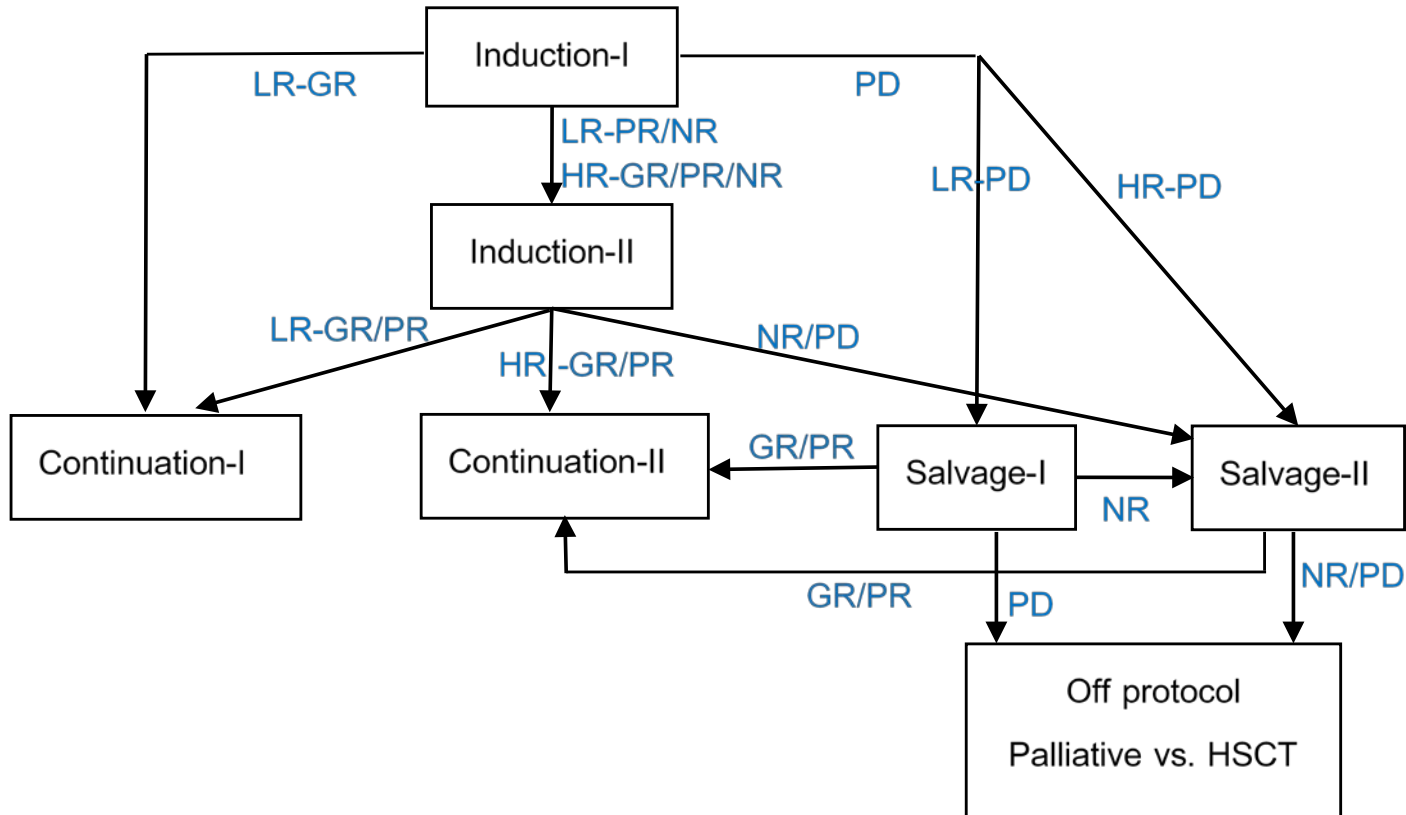 Induction-I
LR-GR
PD
LR-PR/NR
HR-GR/PR/NR
LR-PD
HR-PD
Induction-II
LR-GR/PR
HR -GR/PR
NR/PD
Continuation-I
Continuation-II
GR/PR
Salvage-I
NR
Salvage-II
GR/PR
PD
NR/PD
Off protocol
Palliative vs. HSCT